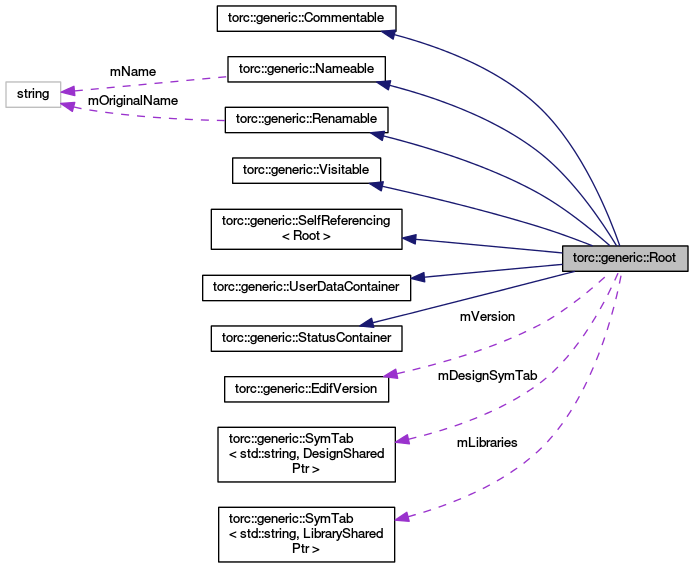 torc::generic::Commentable
mName
torc::generic::Nameable
string
mOriginalName
torc::generic::Renamable
torc::generic::Visitable
torc::generic::SelfReferencing
< Root >
torc::generic::Root
torc::generic::UserDataContainer
mVersion
torc::generic::StatusContainer
mDesignSymTab
torc::generic::EdifVersion
mLibraries
torc::generic::SymTab
< std::string, DesignShared
Ptr >
torc::generic::SymTab
< std::string, LibraryShared
Ptr >